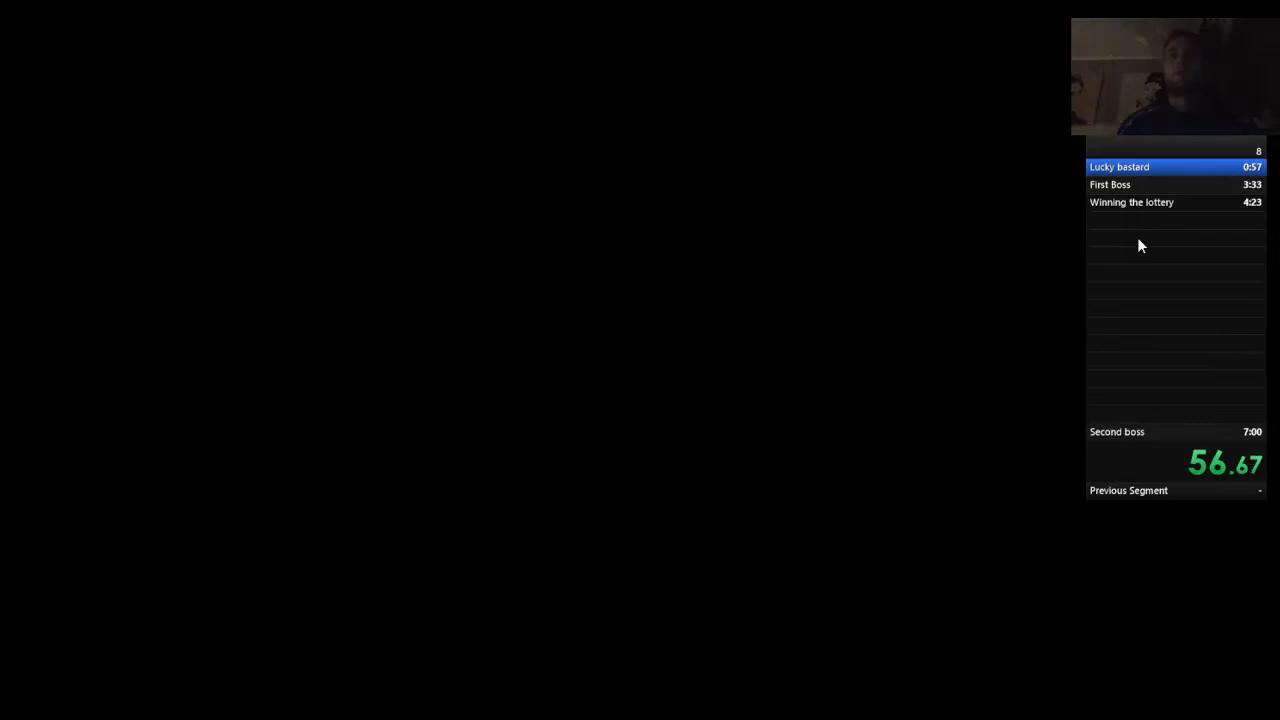 8
Lucky bastard 0:57
First Boss 3:33
Winning the lottery 4:23
Second boss 7:00
56.67
Previous Segment -